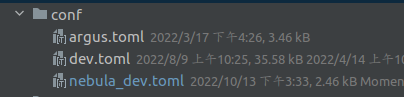 conf
argus.toml 2022/3/17 下午4:26, 3.46 kB
dev.toml 2022/8/9 上午10:25, 35.58 kB 2022/4/14 上午1
nebula_dev.toml 2022/10/13 下午3:33, 2.46 kB Momen